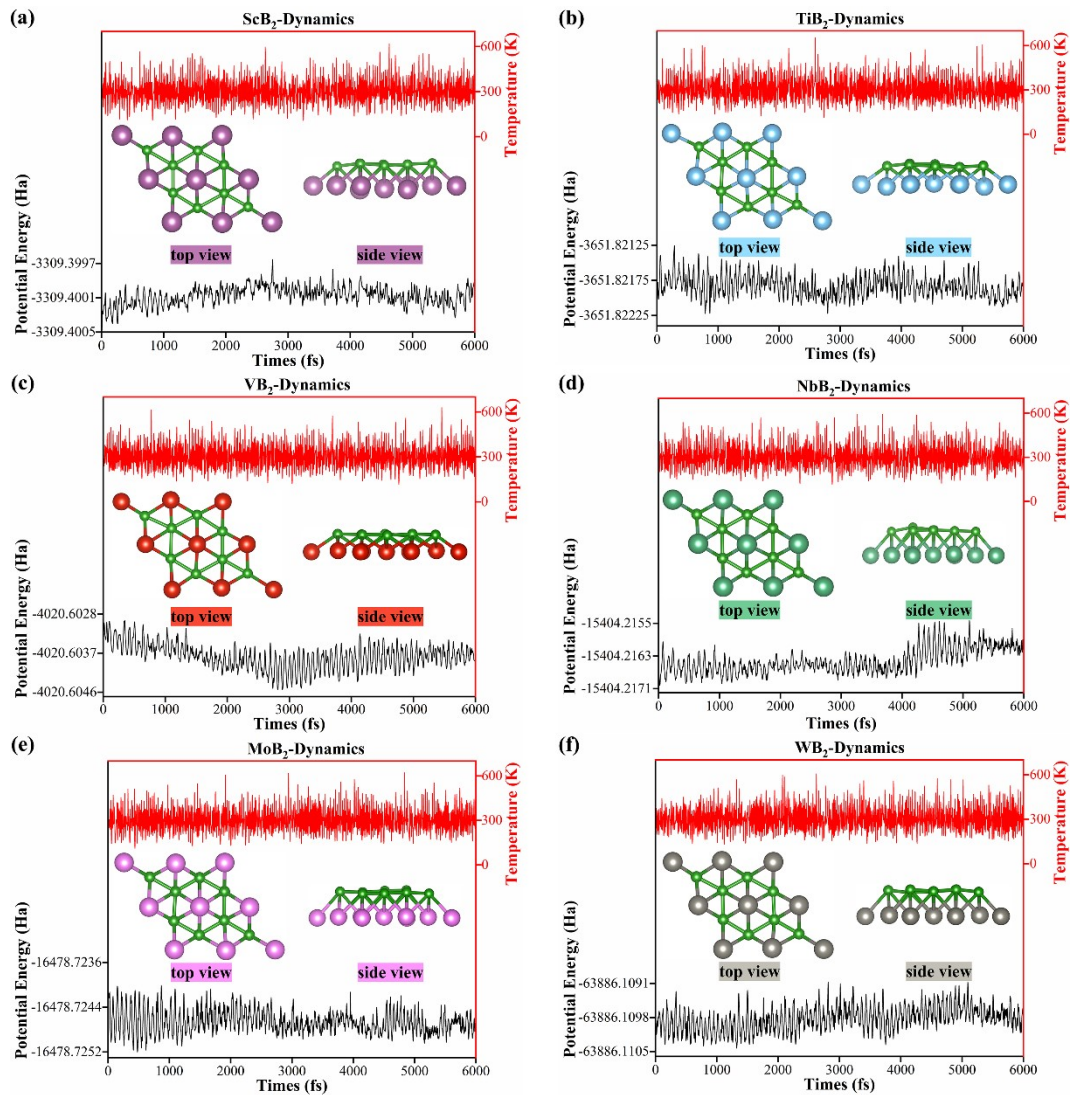 (a)
ScB₂-Dynamics
Potential Energy (Ha)
Temperature (K)
600
300
0
top view
side view
-3309.3997
-3309.4001
-3309.4005
0 1000 2000 3000 4000 5000 6000
Times (fs)
(b)
TiB₂-Dynamics
Potential Energy (Ha)
Temperature (K)
600
300
0
top view
side view
-3651.82125
-3651.82175
-3651.82225
0 1000 2000 3000 4000 5000 6000
Times (fs)
(c)
VB₂-Dynamics
Potential Energy (Ha)
Temperature (K)
600
300
0
top view
side view
-4020.6028
-4020.6037
-4020.6046
0 1000 2000 3000 4000 5000 6000
Times (fs)
(d)
NbB₂-Dynamics
Potential Energy (Ha)
Temperature (K)
600
300
0
top view
side view
-15404.2155
-15404.2163
-15404.2171
0 1000 2000 3000 4000 5000 6000
Times (fs)
(e)
MoB₂-Dynamics
Potential Energy (Ha)
Temperature (K)
600
300
0
top view
side view
-16478.7236
-16478.7244
-16478.7252
0 1000 2000 3000 4000 5000 6000
Times (fs)
(f)
WB₂-Dynamics
Potential Energy (Ha)
Temperature (K)
600
300
0
top view
side view
-63886.1091
-63886.1098
-63886.1105
0 1000 2000 3000 4000 5000 6000
Times (fs)